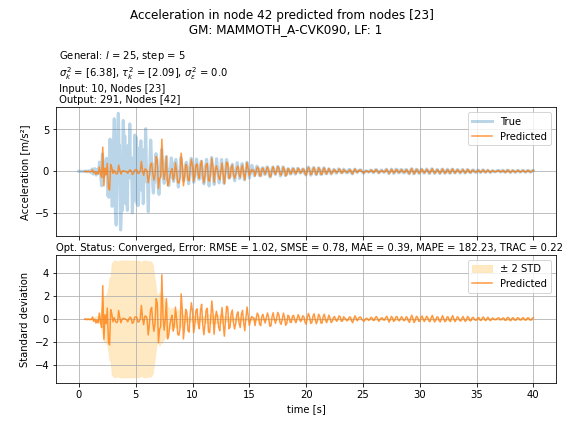 Acceleration in node 42 predicted from nodes [23]
GM: MAMMOTH_A-CVK090, LF: 1
General: l = 25, step = 5
σ²ₖ = [6.38], τ²ₖ = [2.09], σ²ε = 0.0
Input: 10, Nodes [23]
Output: 291, Nodes [42]
Acceleration [m/s²]
5
0
−5
True
Predicted
Opt. Status: Converged, Error: RMSE = 1.02, SMSE = 0.78, MAE = 0.39, MAPE = 182.23, TRAC = 0.22
Standard deviation
4
2
0
−2
−4
± 2 STD
Predicted
0 5 10 15 20 25 30 35 40
time [s]